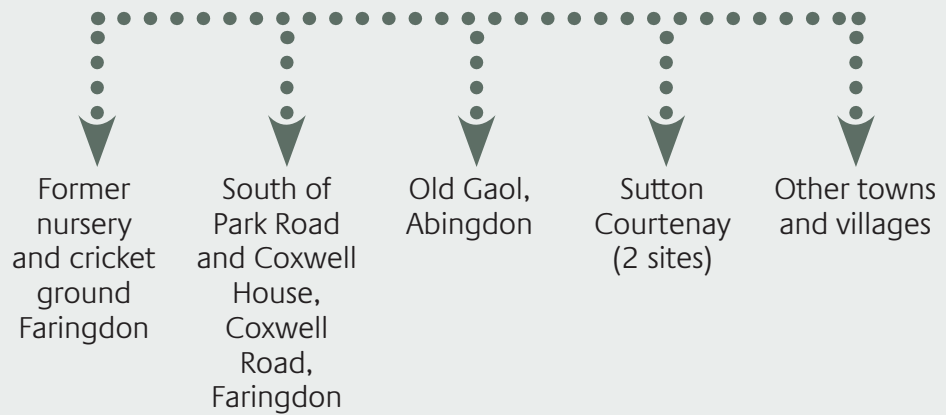 Former
nursery
and cricket
ground
Faringdon
South of
Park Road
and Coxwell
House,
Coxwell
Road,
Faringdon
Old Gaol,
Abingdon
Sutton
Courtenay
(2 sites)
Other towns
and villages